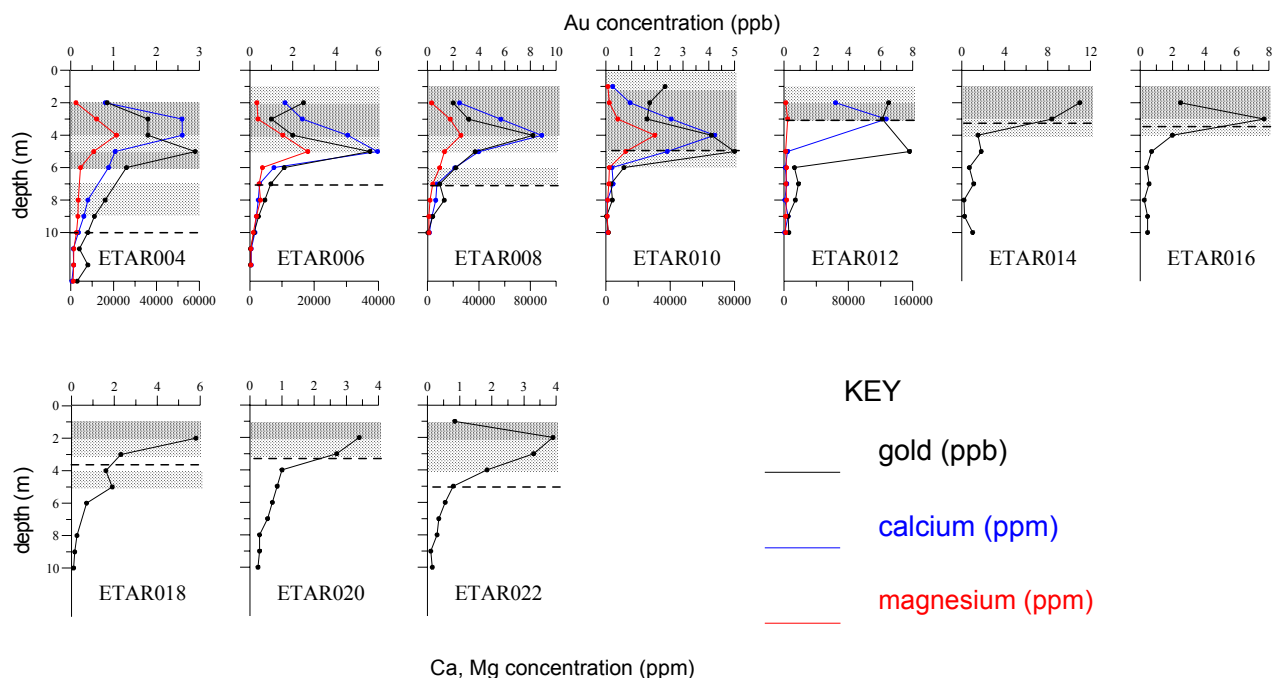 Au concentration (ppb)
0 1 2 3
0 2 4 6
0 2 4 6 8 10
0 1 2 3 4 5
0 2 4 6 8
0 4 8 12
0 2 4 6 8
depth (m)
0
2
4
6
8
10
ETAR004 ETAR006 ETAR008 ETAR010 ETAR012 ETAR014 ETAR016
0 20000 40000 60000
0 20000 40000
0 40000 80000
0 40000 80000
0 80000 160000
0 2 4 6
0 1 2 3 4
0 1 2 3 4
depth (m)
0
2
4
6
8
10
ETAR018 ETAR020 ETAR022
KEY
gold (ppb)
calcium (ppm)
magnesium (ppm)
Ca, Mg concentration (ppm)